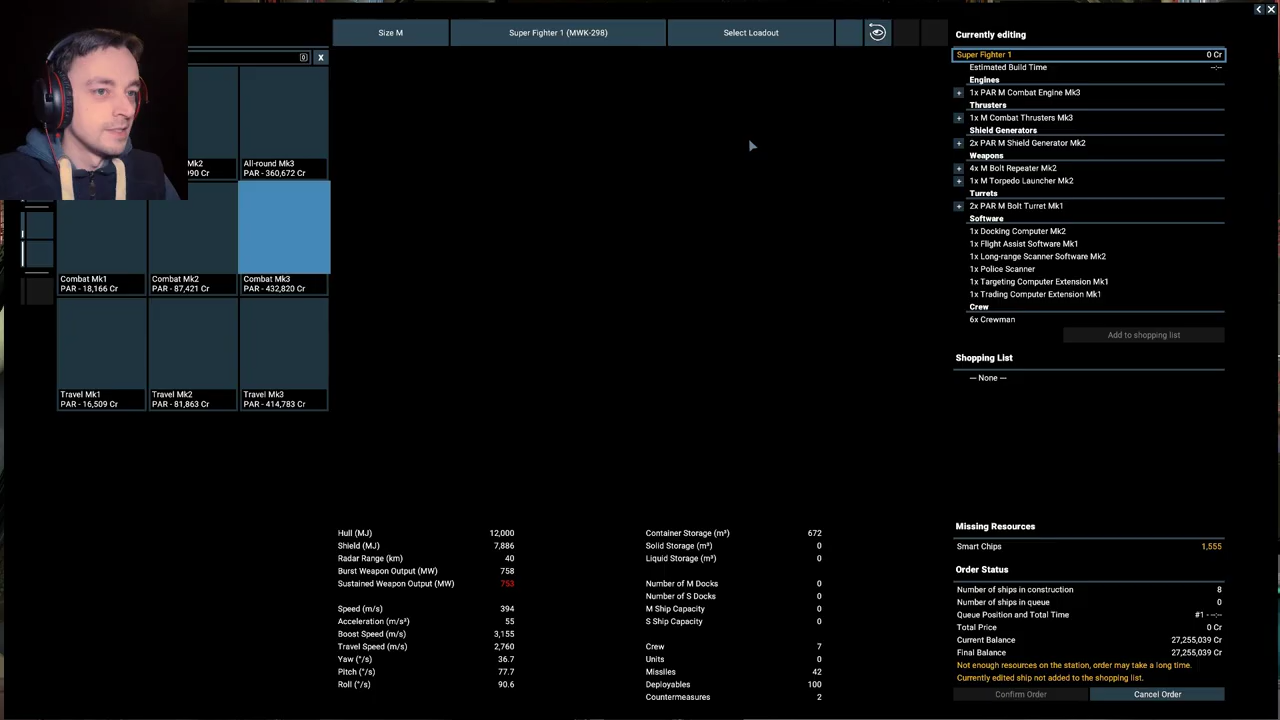 Size M
Super Fighter 1 (MWK-298)
Select Loadout
0
X
Mk2
990 Cr
All-round Mk3
PAR - 360,672 Cr
Combat Mk1
PAR - 18,166 Cr
Combat Mk2
PAR - 87,421 Cr
Combat Mk3
PAR - 432,820 Cr
Travel Mk1
PAR - 16,509 Cr
Travel Mk2
PAR - 81,863 Cr
Travel Mk3
PAR - 414,783 Cr
Hull (MJ) 12,000
Shield (MJ) 7,886
Radar Range (km) 40
Burst Weapon Output (MW) 758
Sustained Weapon Output (MW) 753
Speed (m/s) 394
Acceleration (m/s²) 55
Boost Speed (m/s) 3,155
Travel Speed (m/s) 2,760
Yaw (°/s) 36.7
Pitch (°/s) 77.7
Roll (°/s) 90.6
Container Storage (m³) 672
Solid Storage (m³) 0
Liquid Storage (m³) 0
Number of M Docks 0
Number of S Docks 0
M Ship Capacity 0
S Ship Capacity 0
Crew 7
Units 0
Missiles 42
Deployables 100
Countermeasures 2
Currently editing
Super Fighter 1 0 Cr
Estimated Build Time --:--
Engines
+ 1x PAR M Combat Engine Mk3
Thrusters
+ 1x M Combat Thrusters Mk3
Shield Generators
+ 2x PAR M Shield Generator Mk2
Weapons
+ 4x M Bolt Repeater Mk2
1x M Torpedo Launcher Mk2
Turrets
+ 2x PAR M Bolt Turret Mk1
Software
1x Docking Computer Mk2
1x Flight Assist Software Mk1
1x Long-range Scanner Software Mk2
1x Police Scanner
1x Targeting Computer Extension Mk1
1x Trading Computer Extension Mk1
Crew
6x Crewman
Add to shopping list
Shopping List
— None —
Missing Resources
Smart Chips 1,555
Order Status
Number of ships in construction 8
Number of ships in queue 0
Queue Position and Total Time #1 - --:--
Total Price 0 Cr
Current Balance 27,255,039 Cr
Final Balance 27,255,039 Cr
Not enough resources on the station, order may take a long time.
Currently edited ship not added to the shopping list.
Confirm Order
Cancel Order